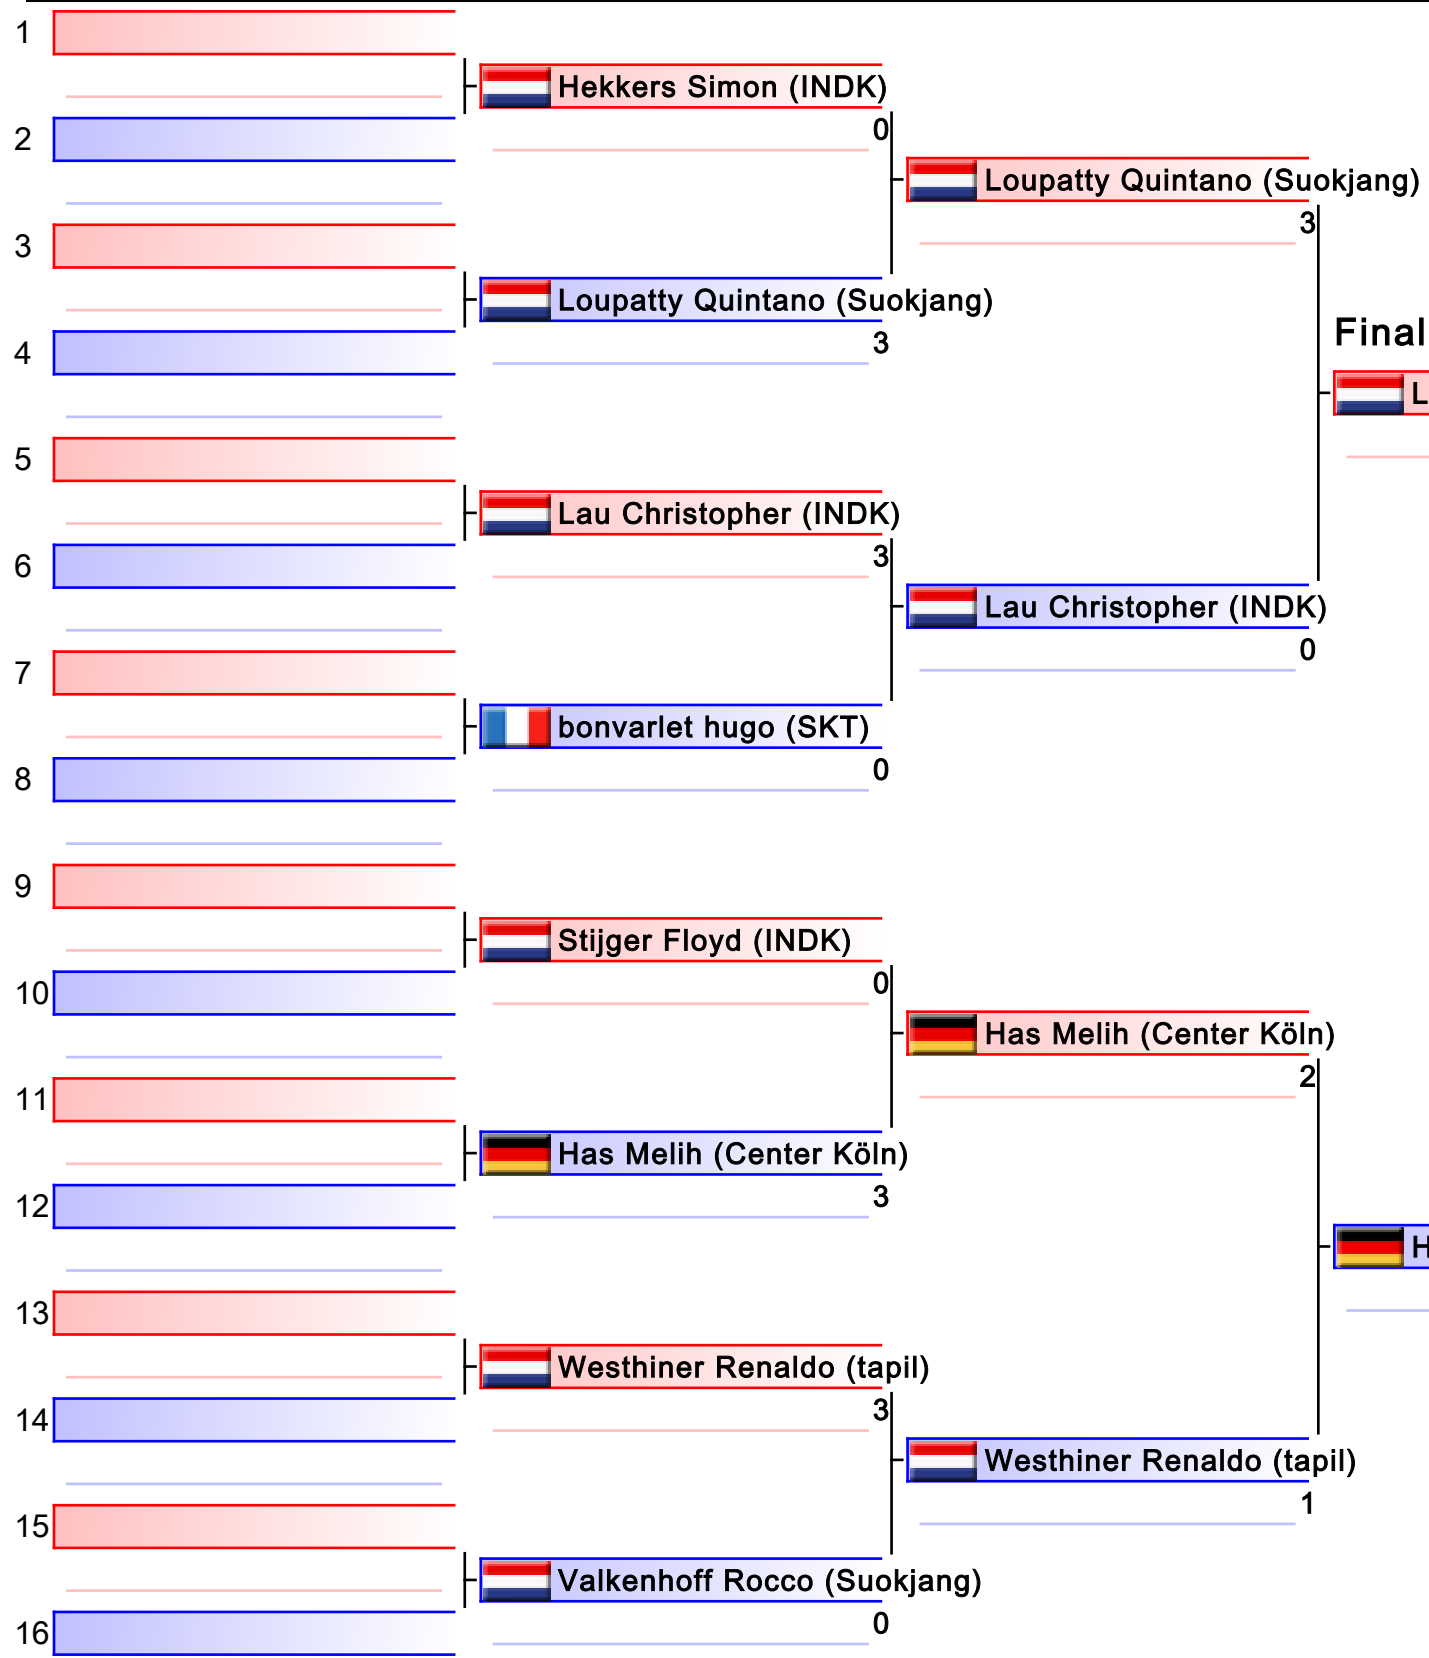 1
Hekkers Simon (INDK)
0
2
Loupatty Quintano (Suokjang)
3
3
Loupatty Quintano (Suokjang)
3
4
Final
L
5
Lau Christopher (INDK)
3
6
Lau Christopher (INDK)
0
7
bonvarlet hugo (SKT)
0
8
9
Stijger Floyd (INDK)
0
10
Has Melih (Center Köln)
2
11
Has Melih (Center Köln)
3
12
H
13
Westhiner Renaldo (tapil)
3
14
Westhiner Renaldo (tapil)
1
15
Valkenhoff Rocco (Suokjang)
0
16